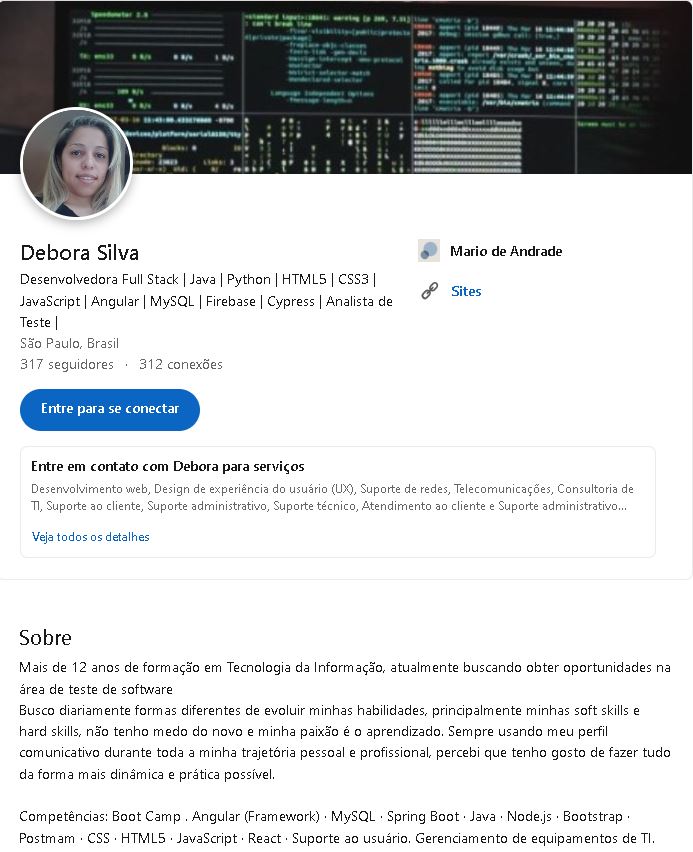 Debora Silva
Mario de Andrade
Desenvolvedora Full Stack | Java | Python | HTML5 | CSS3 |
JavaScript | Angular | MySQL | Firebase | Cypress | Analista de
Teste |
Sites
São Paulo, Brasil
317 seguidores · 312 conexões
Entre para se conectar
Entre em contato com Debora para serviços
Desenvolvimento web, Design de experiência do usuário (UX), Suporte de redes, Telecomunicações, Consultoria de
TI, Suporte ao cliente, Suporte administrativo, Suporte técnico, Atendimento ao cliente e Suporte administrativo...
Veja todos os detalhes
Sobre
Mais de 12 anos de formação em Tecnologia da Informação, atualmente buscando obter oportunidades na
área de teste de software
Busco diariamente formas diferentes de evoluir minhas habilidades, principalmente minhas soft skills e
hard skills, não tenho medo do novo e minha paixão é o aprendizado. Sempre usando meu perfil
comunicativo durante toda a minha trajetória pessoal e profissional, percebi que tenho gosto de fazer tudo
da forma mais dinâmica e prática possível.
Competências: Boot Camp . Angular (Framework) · MySQL · Spring Boot · Java · Node.js · Bootstrap ·
Postmam · CSS · HTML5 · JavaScript · React · Suporte ao usuário. Gerenciamento de equipamentos de TI.